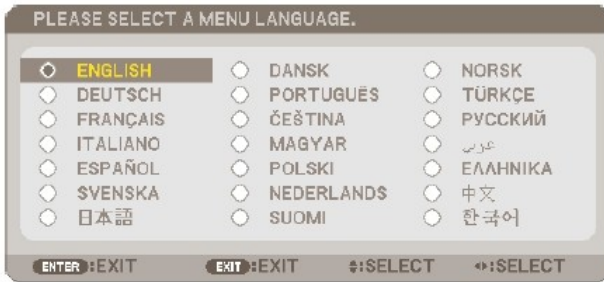 PLEASE SELECT A MENU LANGUAGE.
ENGLISH DANSK NORSK
DEUTSCH PORTUGUÊS TÜRKÇE
FRANÇAIS ČEŠTINA РУССКИЙ
ITALIANO MAGYAR عربي
ESPAÑOL POLSKI ΕΛΛΗΝΙΚΑ
SVENSKA NEDERLANDS 中文
日本語 SUOMI 한국어
ENTER:EXIT EXIT:EXIT :SELECT :SELECT